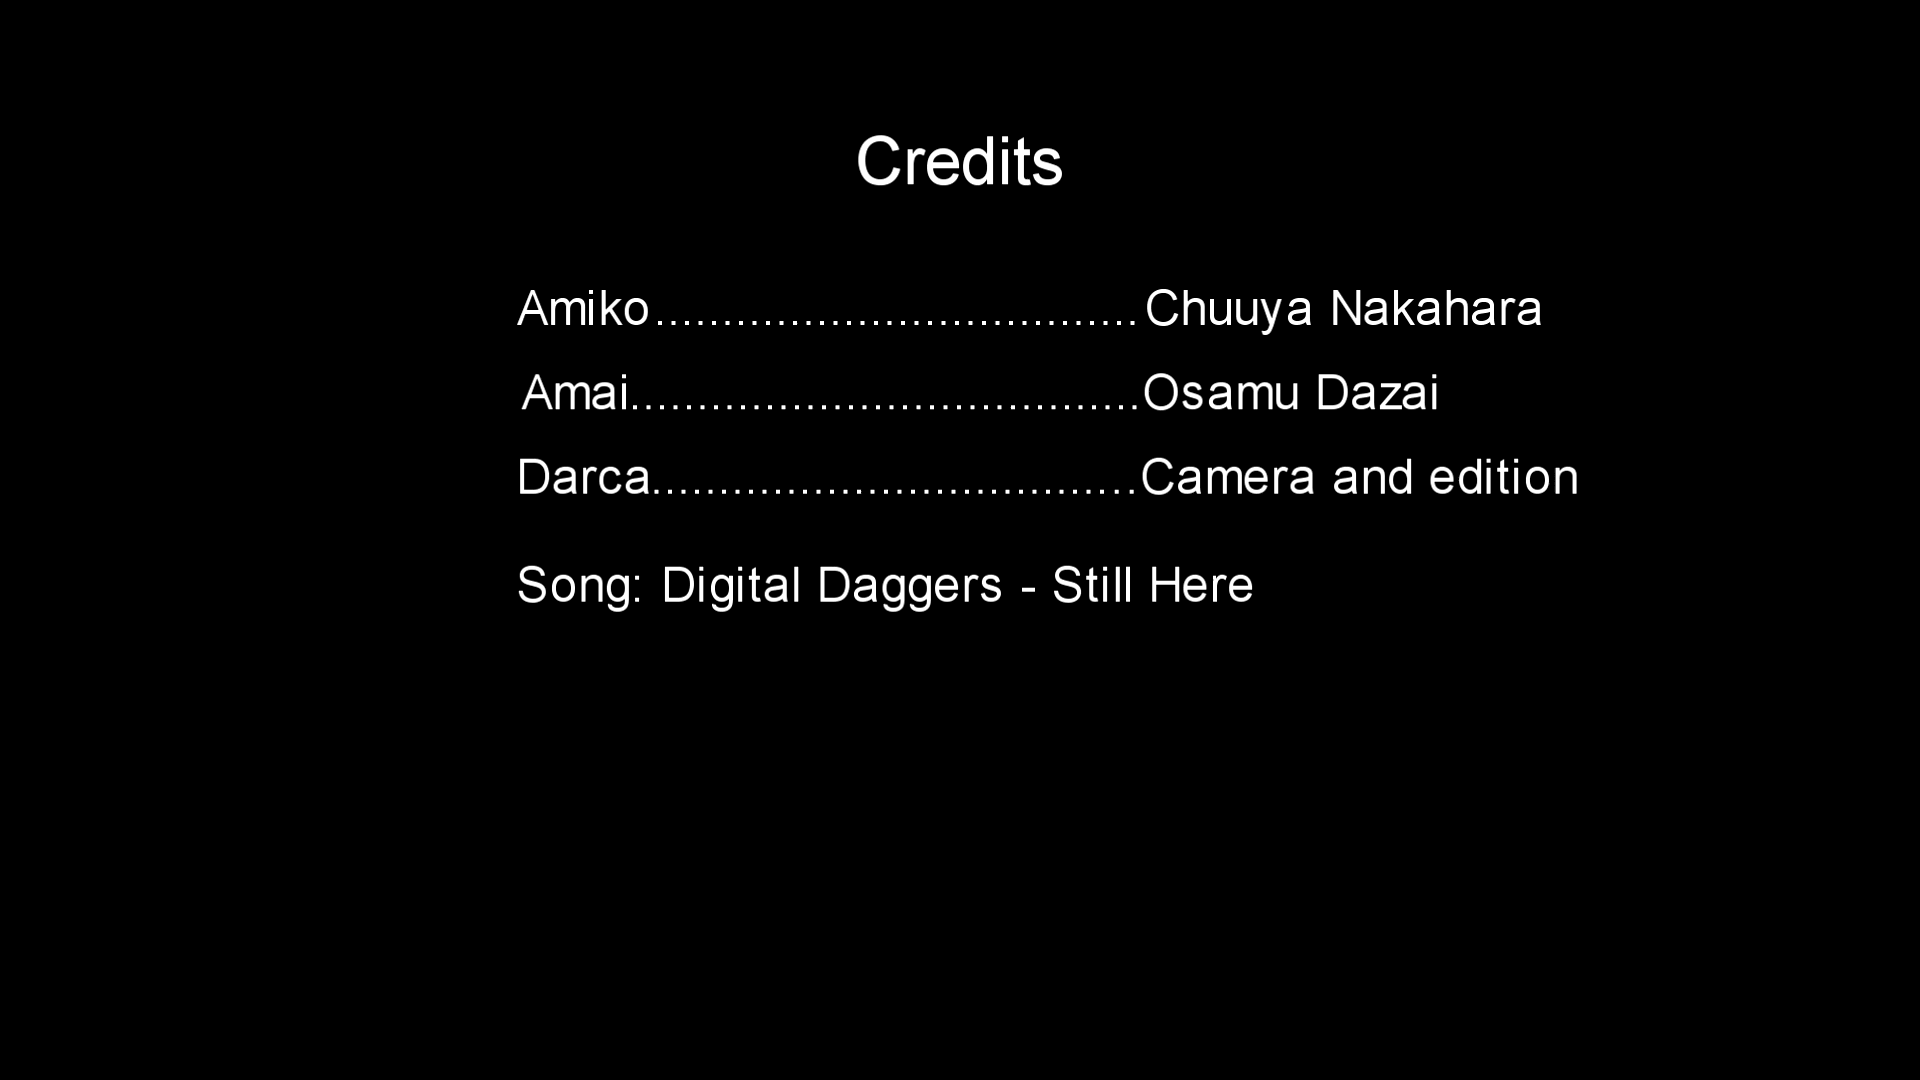 Credits
Amiko....................................Chuuya Nakahara
Amai......................................Osamu Dazai
Darca....................................Camera and edition
Song: Digital Daggers - Still Here